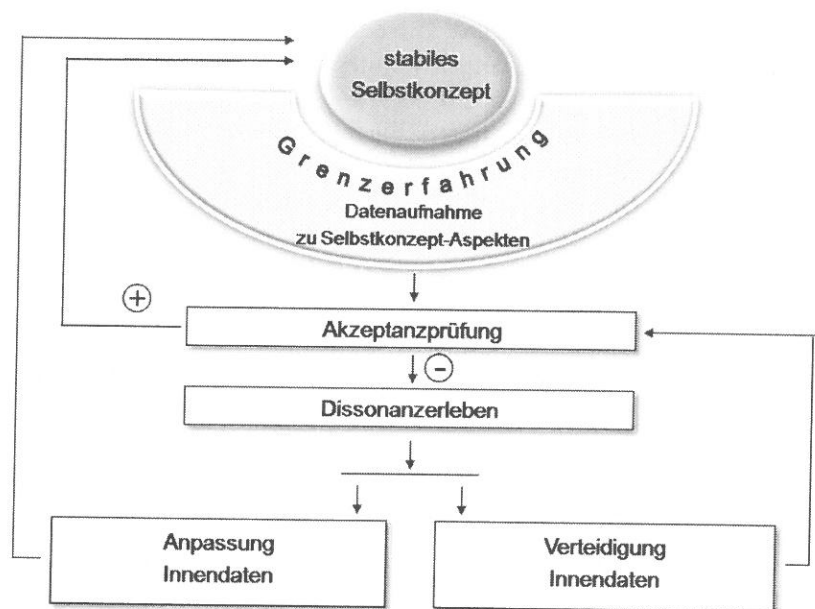 stabiles
Selbstkonzept
Grenzerfahrung
Datenaufnahme
zu Selbstkonzept-Aspekten
+
Akzeptanzprüfung
-
Dissonanzerleben
Anpassung
Innendaten
Verteidigung
Innendaten